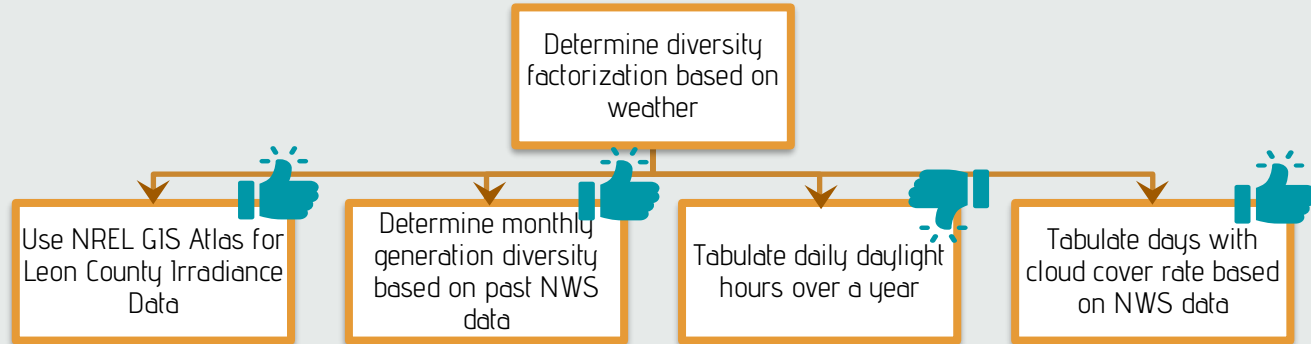 Determine diversity
factorization based on
weather
Use NREL GIS Atlas for
Leon County Irradiance
Data
Determine monthly
generation diversity
based on past NWS
data
Tabulate daily daylight
hours over a year
Tabulate days with
cloud cover rate based
on NWS data